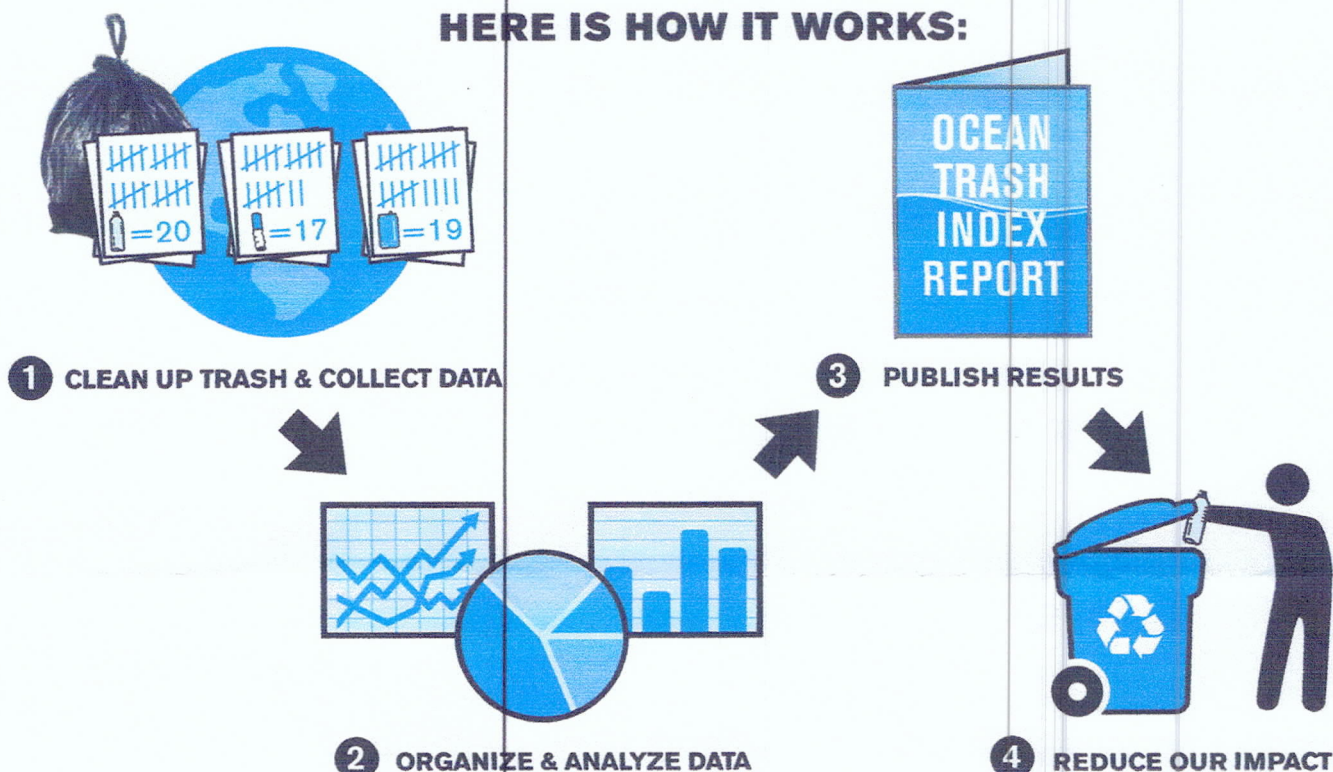 HERE IS HOW IT WORKS:
=20
=17
=19
1 CLEAN UP TRASH & COLLECT DATA
2 ORGANIZE & ANALYZE DATA
OCEAN
TRASH
INDEX
REPORT
3 PUBLISH RESULTS
4 REDUCE OUR IMPACT